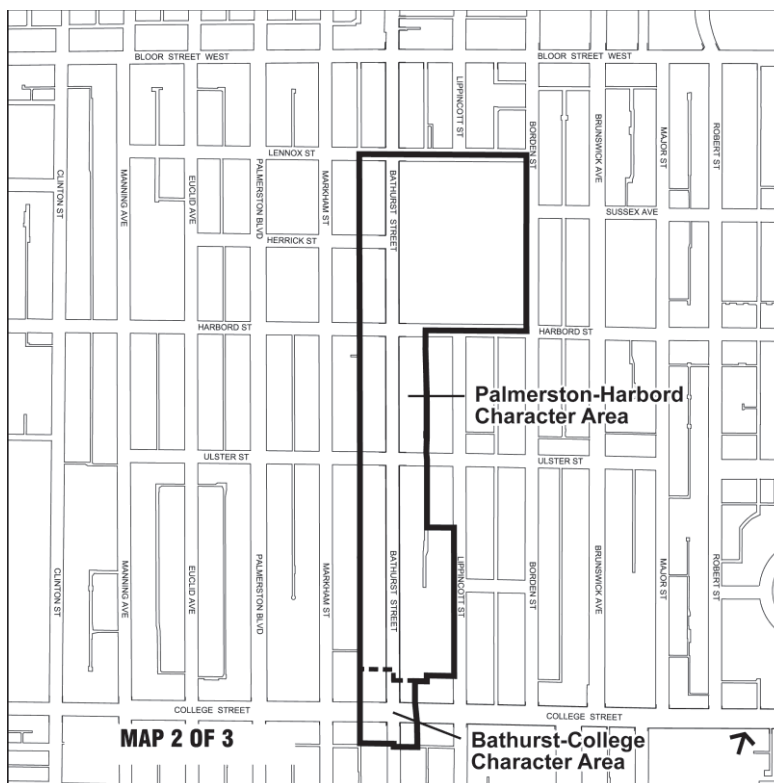 BLOOR STREET WEST
BLOOR STREET WEST
LIPPINCOTT ST
BORDEN ST
BRUNSWICK AVE
MAJOR ST
ROBERT ST
LENNOX ST
CLINTON ST
MANNING AVE
EUCLID AVE
PALMERSTON BLVD
MARKHAM ST
BATHURST STREET
SUSSEX AVE
HERRICK ST
HARBORD ST
HARBORD ST
Palmerston-Harbord
Character Area
ULSTER ST
ULSTER ST
CLINTON ST
MANNING AVE
EUCLID AVE
PALMERSTON BLVD
MARKHAM ST
BATHURST STREET
LIPPINCOTT ST
BORDEN ST
BRUNSWICK AVE
MAJOR ST
ROBERT ST
COLLEGE STREET
COLLEGE STREET
MAP 2 OF 3
Bathurst-College
Character Area